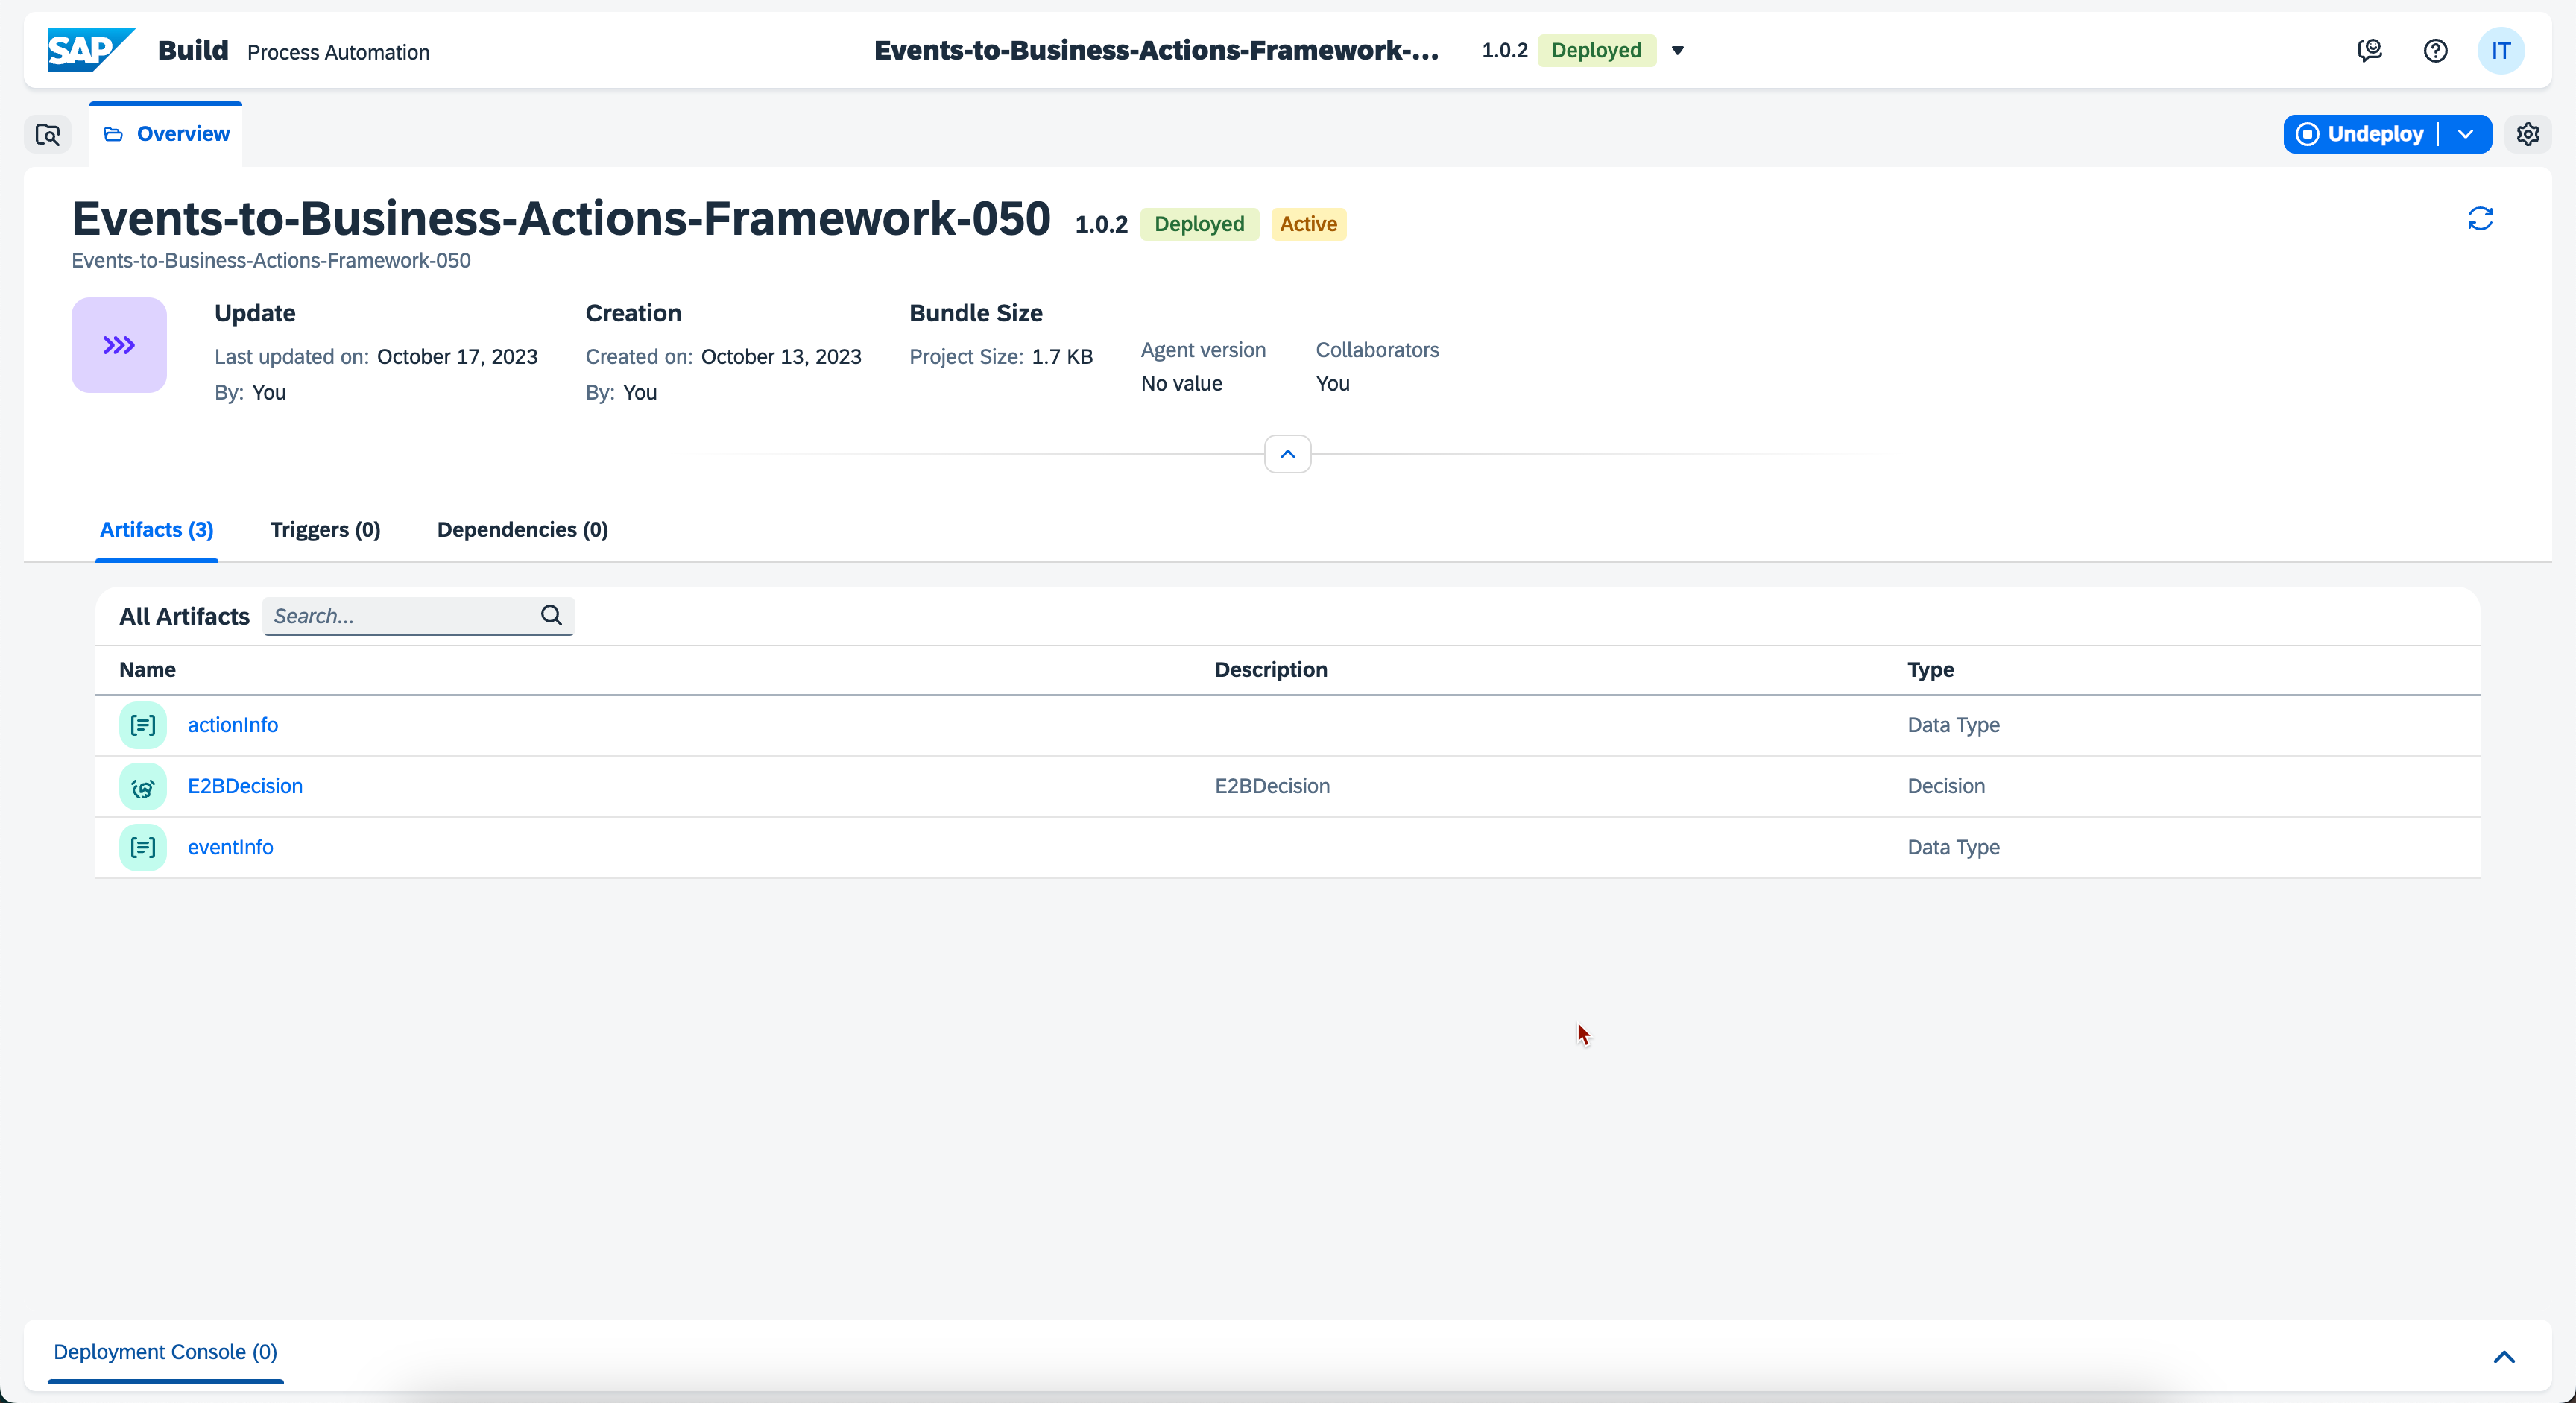 SAP Build Process Automation Events-to-Business-Actions-Framework-... 1.0.2 Deployed IT
Overview Undeploy
Events-to-Business-Actions-Framework-050 1.0.2 Deployed Active
Events-to-Business-Actions-Framework-050
Update Creation Bundle Size
Last updated on: October 17, 2023 Created on: October 13, 2023 Project Size: 1.7 KB Agent version Collaborators
By: You By: You No value You
Artifacts (3) Triggers (0) Dependencies (0)
All Artifacts Search...
Name Description Type
actionInfo Data Type
E2BDecision E2BDecision Decision
eventInfo Data Type
Deployment Console (0)